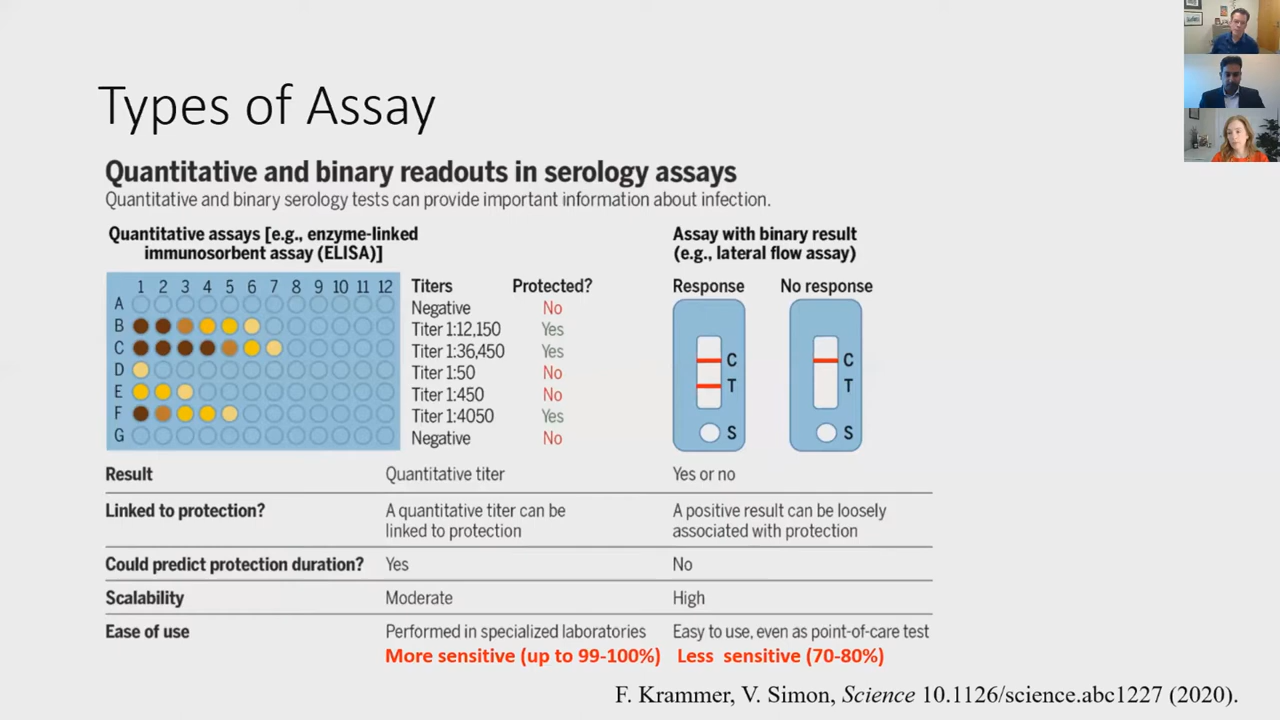 Types of Assay
Quantitative and binary readouts in serology assays
Quantitative and binary serology tests can provide important information about infection.
Quantitative assays [e.g., enzyme-linked
immunosorbent assay (ELISA)]
Assay with binary result
(e.g., lateral flow assay)
1 2 3 4 5 6 7 8 9 10 11 12 Titers Protected? Response No response
A Negative No
B Titer 1:12,150 Yes
C Titer 1:36,450 Yes C C
D Titer 1:50 No T T
E Titer 1:450 No
F Titer 1:4050 Yes S S
G Negative No
Result Quantitative titer Yes or no
Linked to protection? A quantitative titer can be A positive result can be loosely
linked to protection associated with protection
Could predict protection duration? Yes No
Scalability Moderate High
Ease of use Performed in specialized laboratories Easy to use, even as point-of-care test
More sensitive (up to 99-100%) Less sensitive (70-80%)
F. Krammer, V. Simon, Science 10.1126/science.abc1227 (2020).